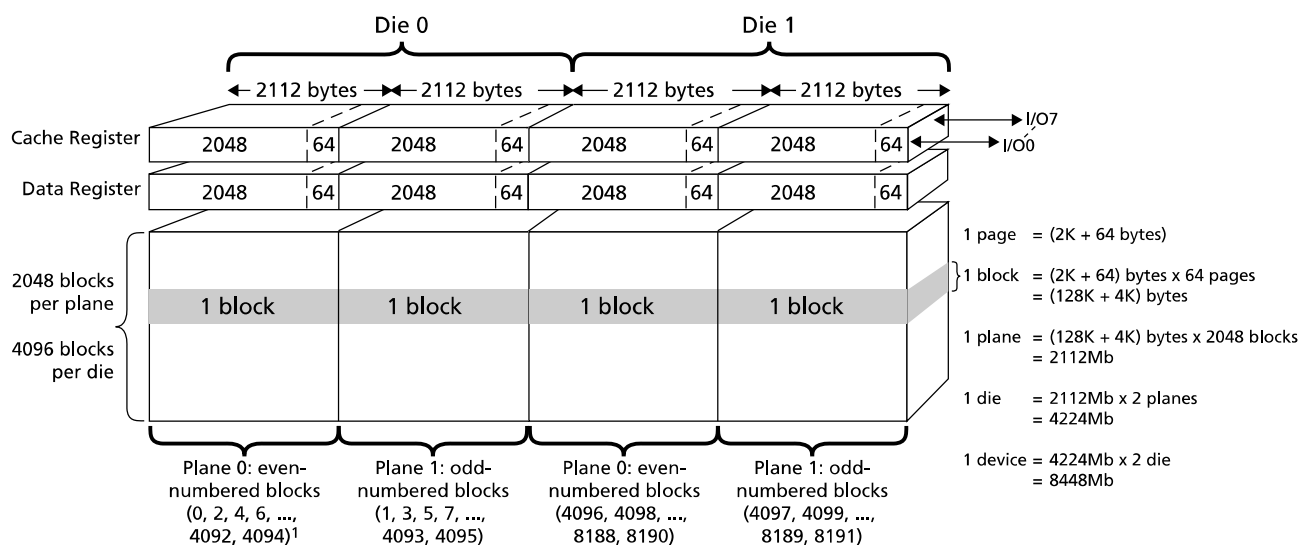 Die 0
Die 1
2112 bytes
2112 bytes
2112 bytes
2112 bytes
Cache Register
2048
64
2048
64
2048
64
2048
64
I/O7
I/O0
Data Register
2048
64
2048
64
2048
64
2048
64
2048 blocks
per plane
4096 blocks
per die
1 block
1 block
1 block
1 block
1 page = (2K + 64 bytes)
1 block = (2K + 64) bytes x 64 pages
= (128K + 4K) bytes
1 plane = (128K + 4K) bytes x 2048 blocks
= 2112Mb
1 die = 2112Mb x 2 planes
= 4224Mb
1 device = 4224Mb x 2 die
= 8448Mb
Plane 0: even-
numbered blocks
(0, 2, 4, 6, ...,
4092, 4094)¹
Plane 1: odd-
numbered blocks
(1, 3, 5, 7, ...,
4093, 4095)
Plane 0: even-
numbered blocks
(4096, 4098, ...,
8188, 8190)
Plane 1: odd-
numbered blocks
(4097, 4099, ...,
8189, 8191)